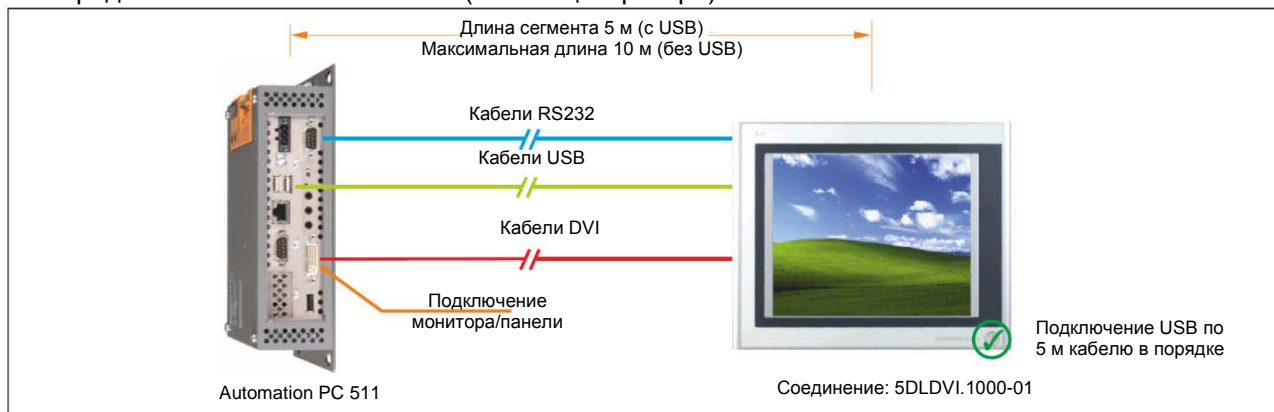 Длина сегмента 5 м (с USB)
Максимальная длина 10 м (без USB)
Кабели RS232
Кабели USB
Кабели DVI
Подключение
монитора/панели
Подключение USB по
5 м кабелю в порядке
Automation PC 511
Соединение: 5DLDVI.1000-01